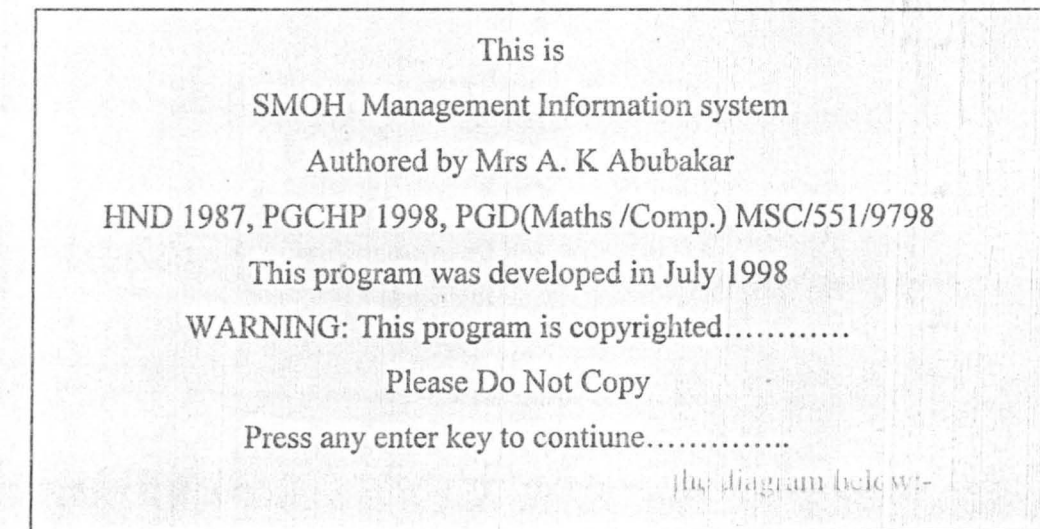 This is
SMOH Management Information system
Authored by Mrs A. K Abubakar
HND 1987, PGCHP 1998, PGD(Maths /Comp.) MSC/551/9798
This program was developed in July 1998
WARNING: This program is copyrighted............
Please Do Not Copy
Press any enter key to contiune..............
the diagram below:-